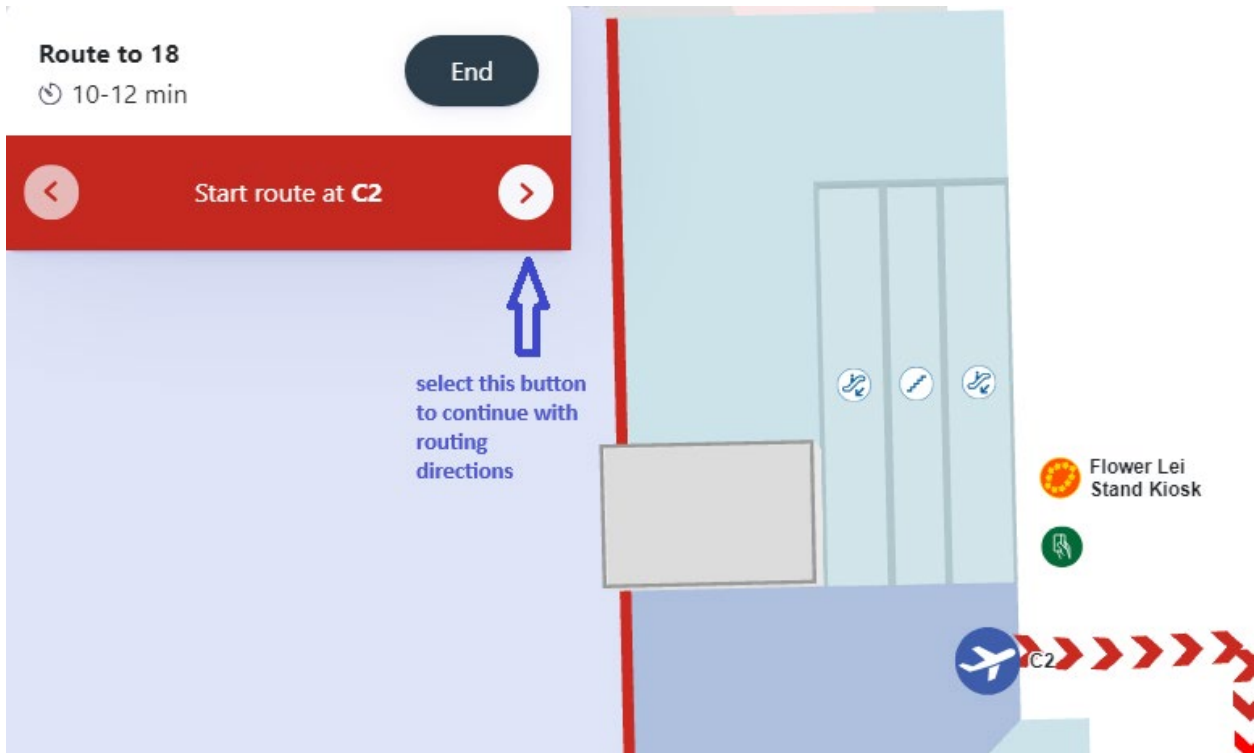 Route to 18
10-12 min
End
Start route at C2
select this button
to continue with
routing
directions
Flower Lei
Stand Kiosk
C2